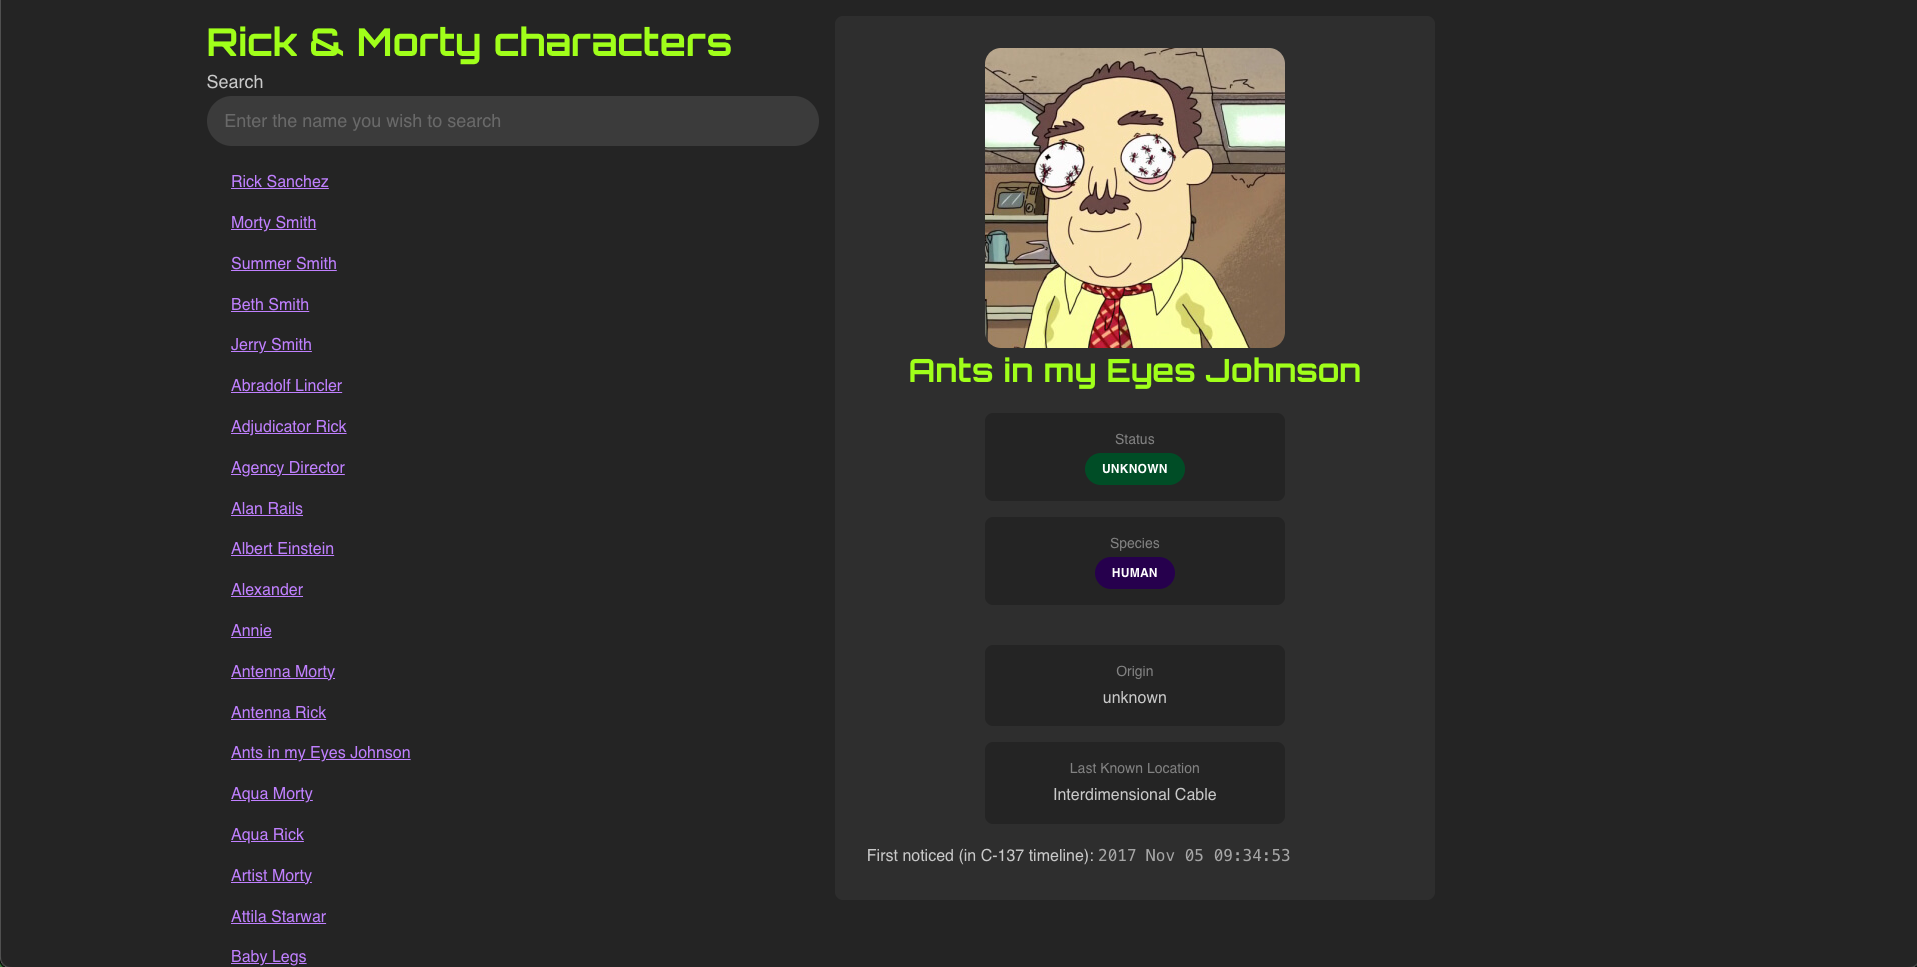 Rick & Morty characters
Search
Enter the name you wish to search
Rick Sanchez
Morty Smith
Summer Smith
Beth Smith
Jerry Smith
Abradolf Lincler
Adjudicator Rick
Agency Director
Alan Rails
Albert Einstein
Alexander
Annie
Antenna Morty
Antenna Rick
Ants in my Eyes Johnson
Aqua Morty
Aqua Rick
Artist Morty
Attila Starwar
Baby Legs
Ants in my Eyes Johnson
Status
UNKNOWN
Species
HUMAN
Origin
unknown
Last Known Location
Interdimensional Cable
First noticed (in C-137 timeline): 2017 Nov 05 09:34:53